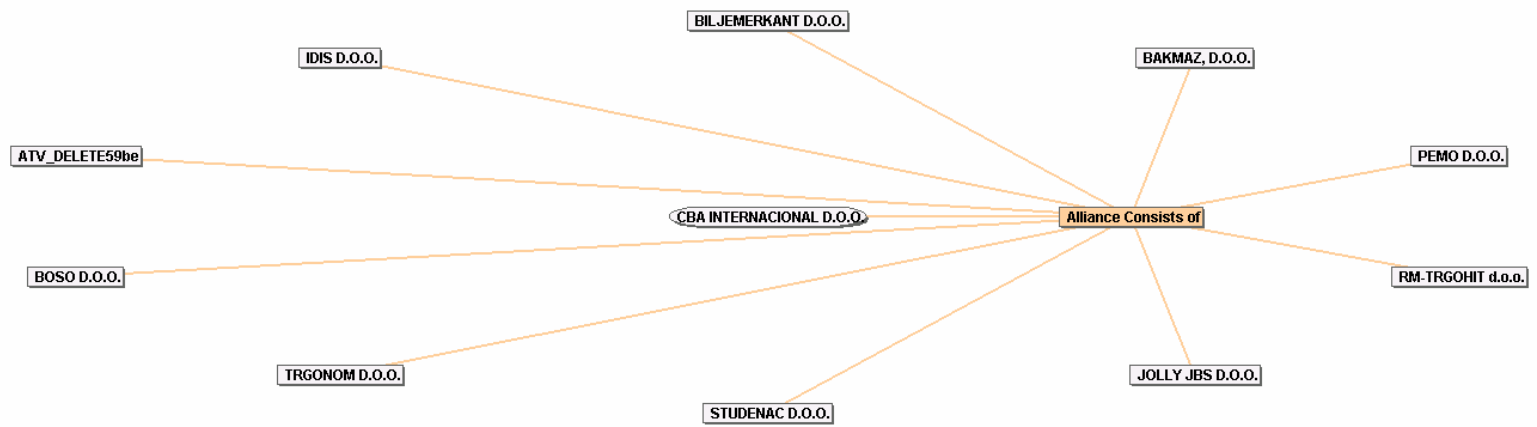 BILJEMERKANT D.O.O.
IDIS D.O.O.
BAKMAZ, D.O.O.
ATV_DELETE59be
PEMO D.O.O.
CBA INTERNACIONAL D.O.O.
Alliance Consists of
BOSO D.O.O.
RM-TRGOHIT d.o.o.
TRGONOM D.O.O.
JOLLY JBS D.O.O.
STUDENAC D.O.O.